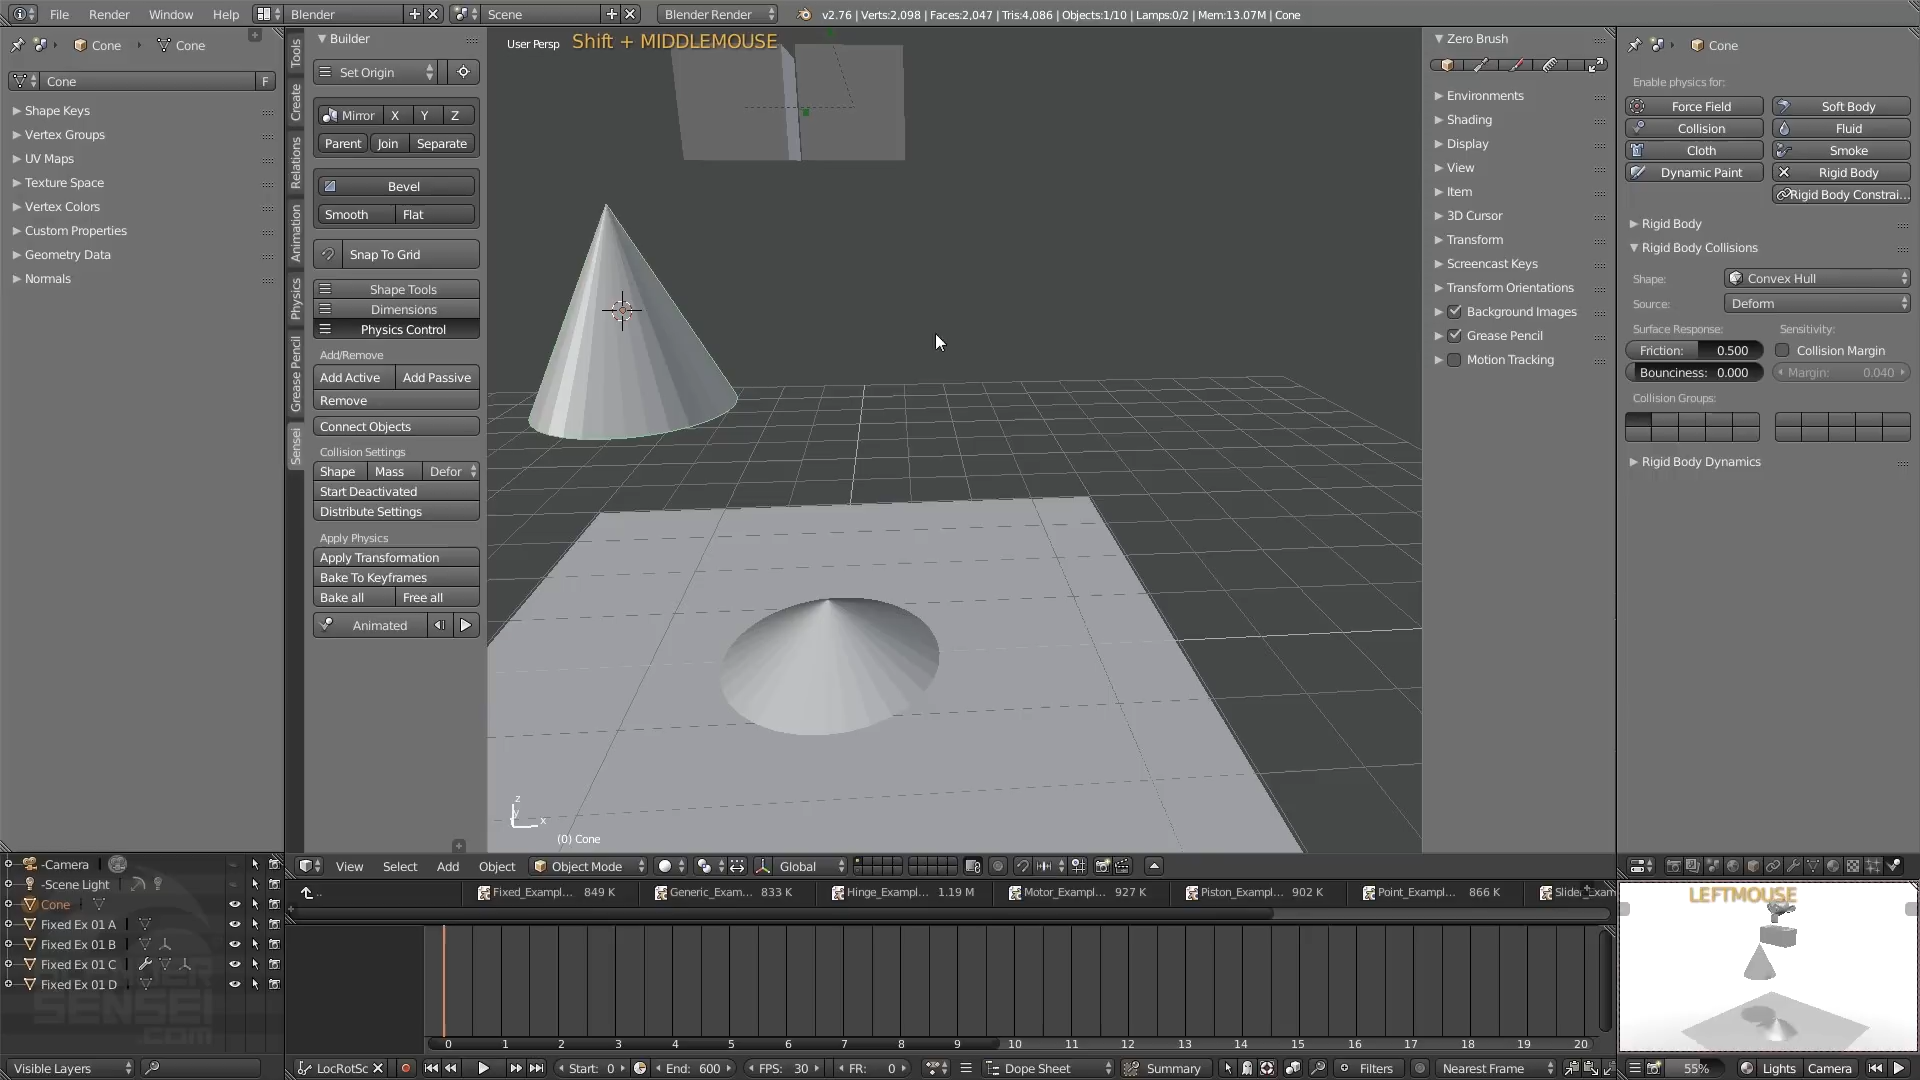 File Render Window Help Blender Scene Blender Render v2.76 | Verts:2,098 | Faces:2,047 | Tris:4,086 | Objects:1/10 | Lamps:0/2 | Mem:13.07M | Cone
Cone Cone
Cone F
Shape Keys
Vertex Groups
UV Maps
Texture Space
Vertex Colors
Custom Properties
Geometry Data
Normals
Tools
Create
Relations
Animation
Physics
Grease Pencil
Sensei
Builder
Set Origin
Mirror X Y Z
Parent Join Separate
Bevel
Smooth Flat
Snap To Grid
Shape Tools
Dimensions
Physics Control
Add/Remove
Add Active Add Passive
Remove
Connect Objects
Collision Settings
Shape Mass Defor
Start Deactivated
Distribute Settings
Apply Physics
Apply Transformation
Bake To Keyframes
Bake all Free all
Animated
User Persp Shift + MIDDLEMOUSE
z
y
x
(0) Cone
Zero Brush
Environments
Shading
Display
View
Item
3D Cursor
Transform
Screencast Keys
Transform Orientations
Background Images
Grease Pencil
Motion Tracking
Cone
Enable physics for:
Force Field Soft Body
Collision Fluid
Cloth Smoke
Dynamic Paint Rigid Body
Rigid Body Constrai...
Rigid Body
Rigid Body Collisions
Shape: Convex Hull
Source: Deform
Surface Response: Sensitivity:
Friction: 0.500 Collision Margin
Bounciness: 0.000 Margin: 0.040
Collision Groups:
Rigid Body Dynamics
View Select Add Object Object Mode Global
-Camera
-Scene Light
Cone
Fixed Ex 01 A
Fixed Ex 01 B
Fixed Ex 01 C
Fixed Ex 01 D
SENSEI
.COM
.. Fixed_Exampl... 849 K Generic_Exam... 833 K Hinge_Exampl... 1.19 M Motor_Exampl... 927 K Piston_Exampl... 902 K Point_Exampl... 866 K
LEFTMOUSE
0 1 2 3 4 5 6 7 8 9 10 11 12 13 14 15 16 17 18 19 20
Visible Layers LocRotSc Start: 0 End: 600 FPS: 30 FR: 0 Dope Sheet Summary Filters Nearest Frame 55% Lights Camera